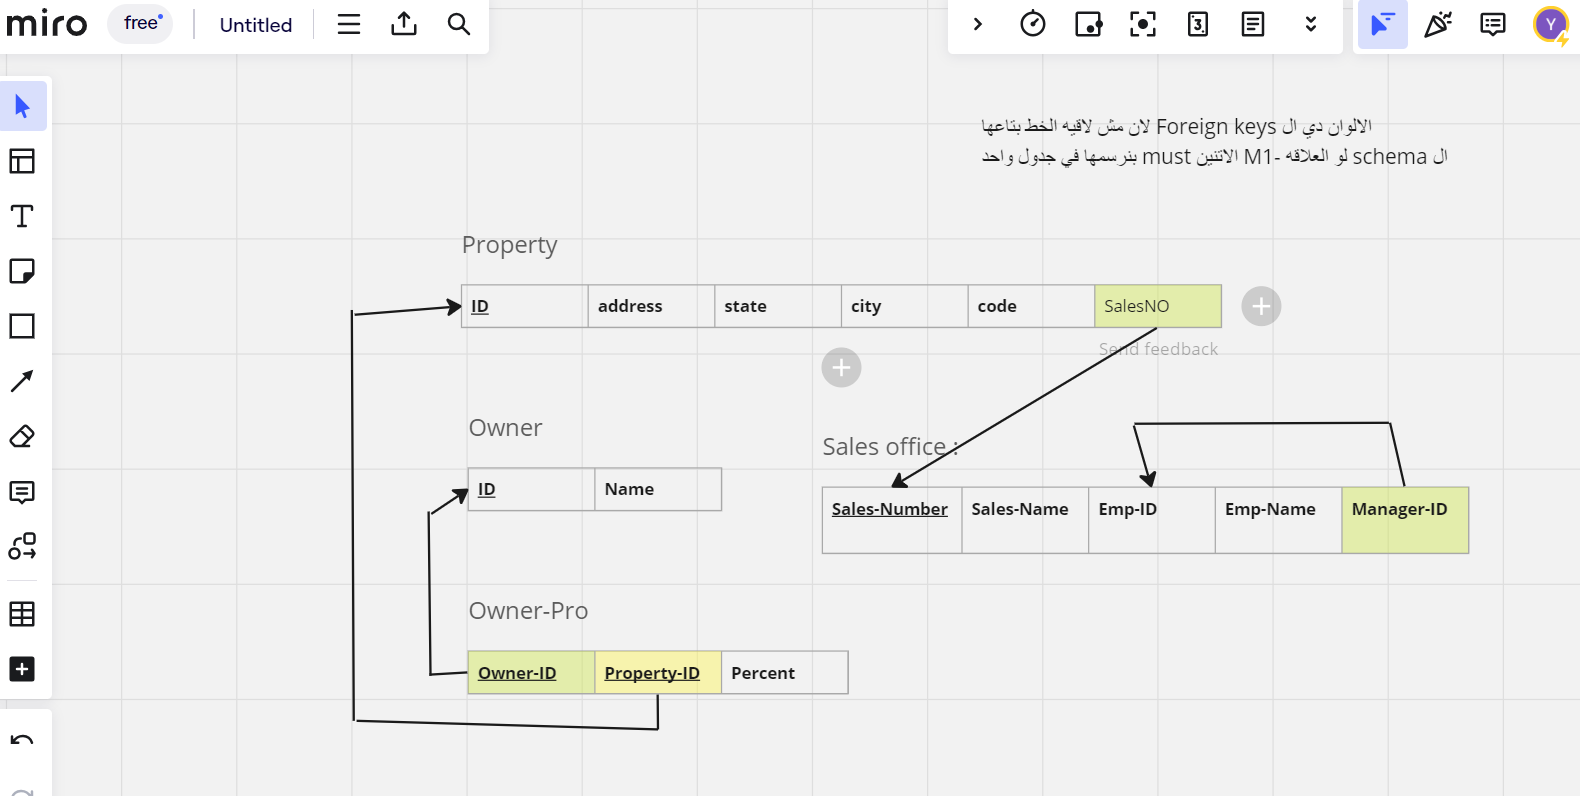 miro
free
Untitled
Y
الالوان دي ال Foreign keys لان مش لاقيه الخط بتاعها
ال schema لو العلاقه -M1 الاتنين must بنرسمها في جدول واحد
Property
ID address state city code SalesNO
Send feedback
Owner
Sales office :
ID Name
Sales-Number Sales-Name Emp-ID Emp-Name Manager-ID
Owner-Pro
Owner-ID Property-ID Percent